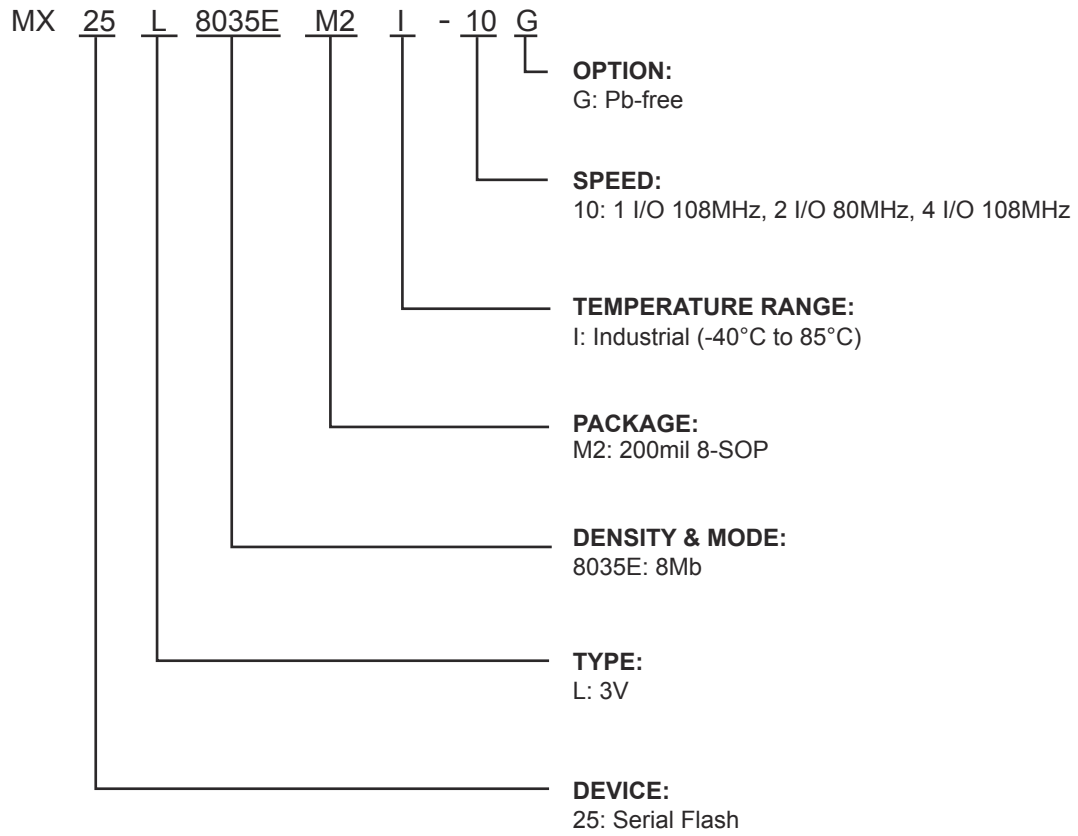 MX 25 L 8035E M2 I - 10 G
OPTION:
G: Pb-free
SPEED:
10: 1 I/O 108MHz, 2 I/O 80MHz, 4 I/O 108MHz
TEMPERATURE RANGE:
I: Industrial (-40°C to 85°C)
PACKAGE:
M2: 200mil 8-SOP
DENSITY & MODE:
8035E: 8Mb
TYPE:
L: 3V
DEVICE:
25: Serial Flash